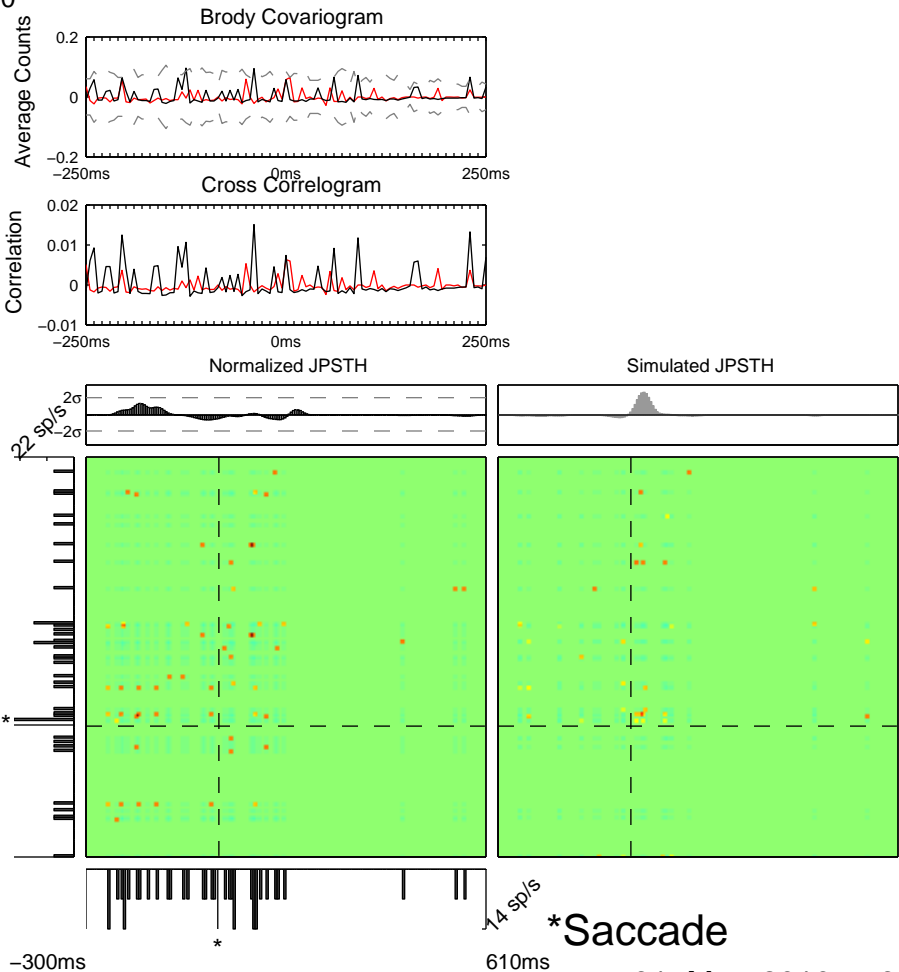 Brody Covariogram
Average Counts
0.2
0
−0.2
−250ms
0ms
250ms
Cross Correlogram
Correlation
0.02
0.01
0
−0.01
−250ms
0ms
250ms
Normalized JPSTH
Simulated JPSTH
2σ
−2σ
22 sp/s
*
*
14 sp/s
*Saccade
−300ms
610ms